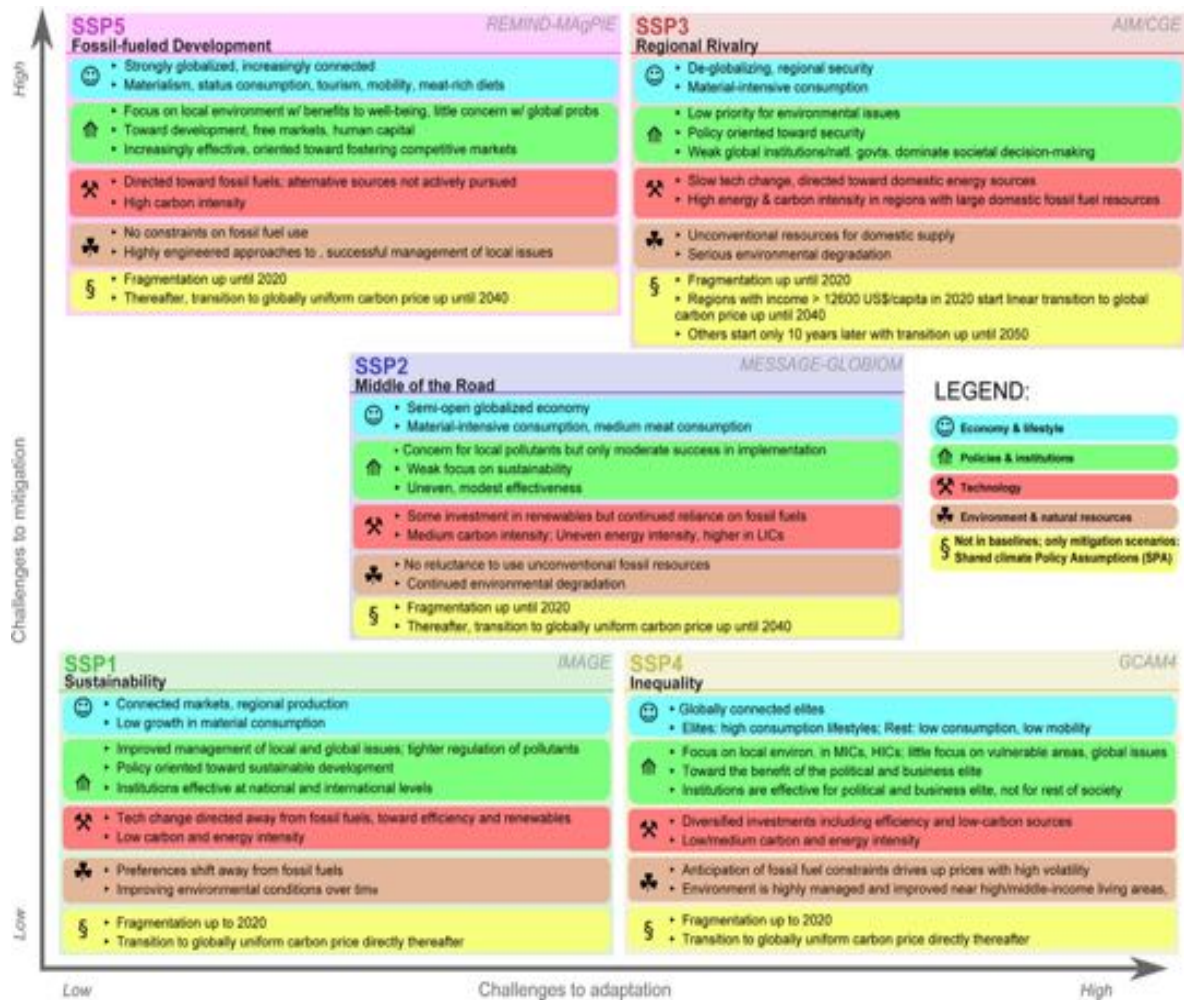 High
Challenges to mitigation
Low
SSP5 REMIND-MAgPIE
Fossil-fueled Development
‣ Strongly globalized, increasingly connected
‣ Materialism, status consumption, tourism, mobility, meat-rich diets
‣ Focus on local environment w/ benefits to well-being, little concern w/ global probs
‣ Toward development, free markets, human capital
‣ Increasingly effective, oriented toward fostering competitive markets
‣ Directed toward fossil fuels; alternative sources not actively pursued
‣ High carbon intensity
‣ No constraints on fossil fuel use
‣ Highly engineered approaches to . successful management of local issues
§
‣ Fragmentation up until 2020
‣ Thereafter, transition to globally uniform carbon price up until 2040
SSP3 AIM/CGE
Regional Rivalry
‣ De-globalizing, regional security
‣ Material-intensive consumption
‣ Low priority for environmental issues
‣ Policy oriented toward security
‣ Weak global institutions/natl. govts. dominate societal decision-making
‣ Slow tech change, directed toward domestic energy sources
‣ High energy & carbon intensity in regions with large domestic fossil fuel resources
‣ Unconventional resources for domestic supply
‣ Serious environmental degradation
§
‣ Fragmentation up until 2020
‣ Regions with income > 12600 US$/capita in 2020 start linear transition to global
carbon price up until 2040
‣ Others start only 10 years later with transition up until 2050
SSP2 MESSAGE-GLOBIOM
Middle of the Road
‣ Semi-open globalized economy
‣ Material-intensive consumption, medium meat consumption
‣ Concern for local pollutants but only moderate success in implementation
‣ Weak focus on sustainability
‣ Uneven, modest effectiveness
‣ Some investment in renewables but continued reliance on fossil fuels
‣ Medium carbon intensity; Uneven energy intensity, higher in LICs
‣ No reluctance to use unconventional fossil resources
‣ Continued environmental degradation
§
‣ Fragmentation up until 2020
‣ Thereafter, transition to globally uniform carbon price up until 2040
LEGEND:
Economy & lifestyle
Policies & institutions
Technology
Environment & natural resources
§
Not in baselines; only mitigation scenarios:
Shared climate Policy Assumptions (SPA)
SSP1 IMAGE
Sustainability
‣ Connected markets, regional production
‣ Low growth in material consumption
‣ Improved management of local and global issues; tighter regulation of pollutants
‣ Policy oriented toward sustainable development
‣ Institutions effective at national and international levels
‣ Tech change directed away from fossil fuels, toward efficiency and renewables
‣ Low carbon and energy intensity
‣ Preferences shift away from fossil fuels
‣ Improving environmental conditions over time
§
‣ Fragmentation up to 2020
‣ Transition to globally uniform carbon price directly thereafter
SSP4 GCAM4
Inequality
‣ Globally connected elites
‣ Elites: high consumption lifestyles; Rest: low consumption, low mobility
‣ Focus on local environ. in MICs, HICs; little focus on vulnerable areas, global issues
‣ Toward the benefit of the political and business elite
‣ Institutions are effective for political and business elite, not for rest of society
‣ Diversified investments including efficiency and low-carbon sources
‣ Low/medium carbon and energy intensity
‣ Anticipation of fossil fuel constraints drives up prices with high volatility
‣ Environment is highly managed and improved near high/middle-income living areas,
§
‣ Fragmentation up to 2020
‣ Transition to globally uniform carbon price directly thereafter
Low Challenges to adaptation High